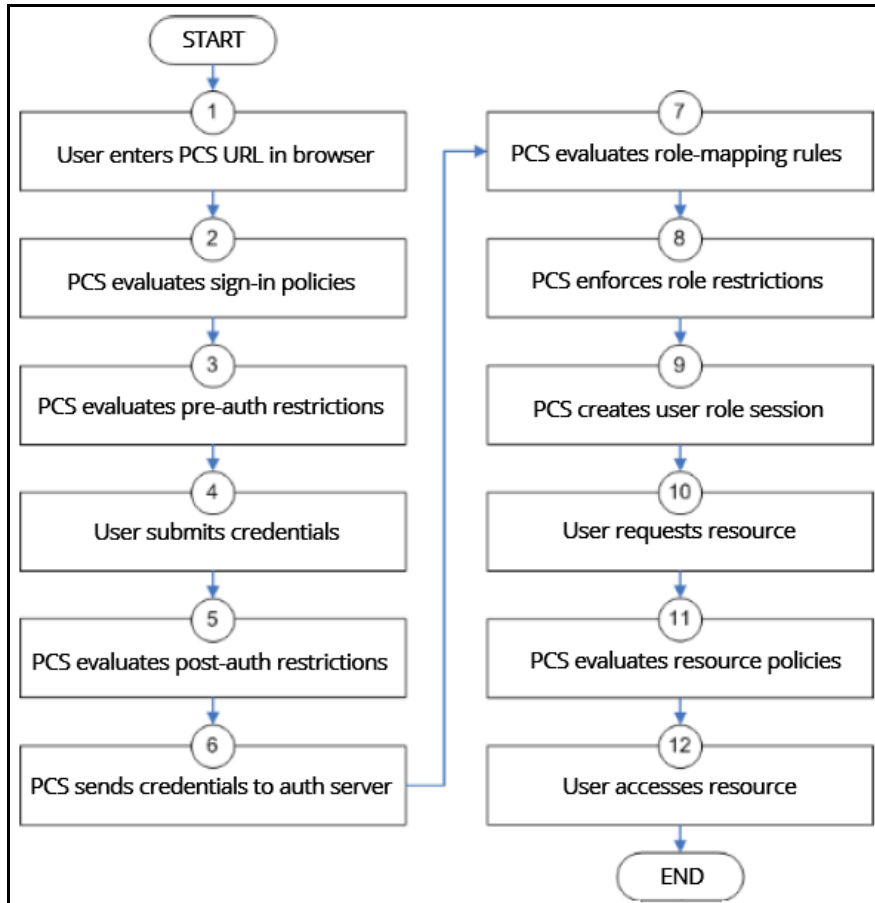 START
1
User enters PCS URL in browser
2
PCS evaluates sign-in policies
3
PCS evaluates pre-auth restrictions
4
User submits credentials
5
PCS evaluates post-auth restrictions
6
PCS sends credentials to auth server
7
PCS evaluates role-mapping rules
8
PCS enforces role restrictions
9
PCS creates user role session
10
User requests resource
11
PCS evaluates resource policies
12
User accesses resource
END